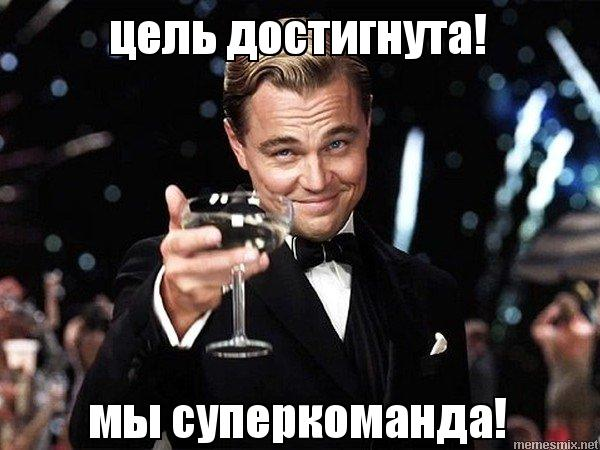 цель достигнута!
мы суперкоманда!
memesmix.net